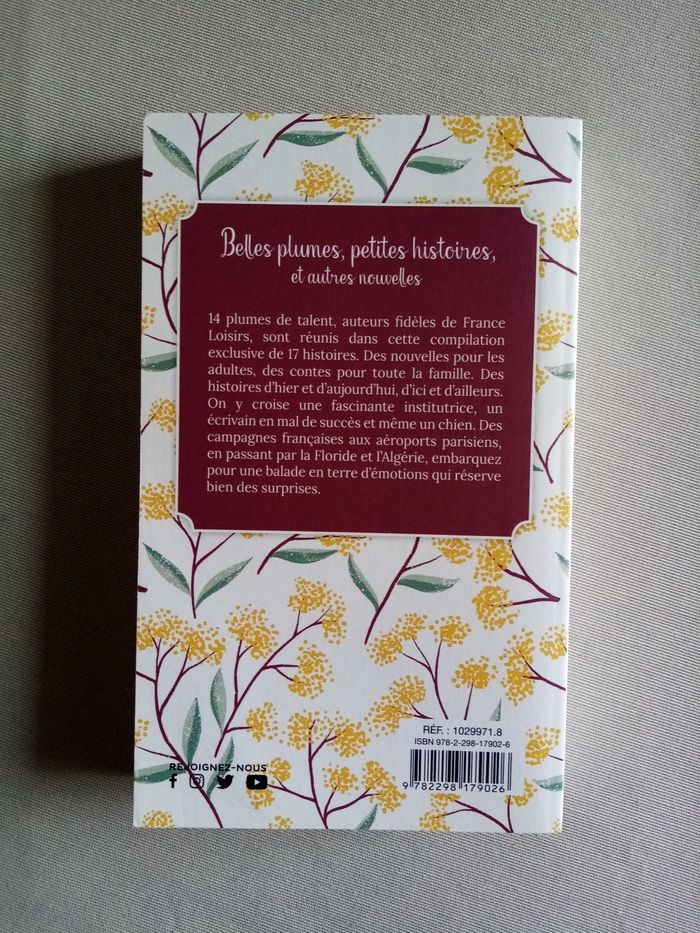 Belles plumes, petites histoires,
et autres nouvelles
14 plumes de talent, auteurs fidèles de France
Loisirs, sont réunis dans cette compilation
exclusive de 17 histoires. Des nouvelles pour les
adultes, des contes pour toute la famille. Des
histoires d'hier et d'aujourd'hui, d'ici et d'ailleurs.
On y croise une fascinante institutrice, un
écrivain en mal de succès et même un chien. Des
campagnes françaises aux aéroports parisiens,
en passant par la Floride et l'Algérie, embarquez
pour une balade en terre d'émotions qui réserve
bien des surprises.
RÉF. : 1029971.8
ISBN 978-2-298-17902-6
9 782298 179026
REJOIGNEZ-NOUS